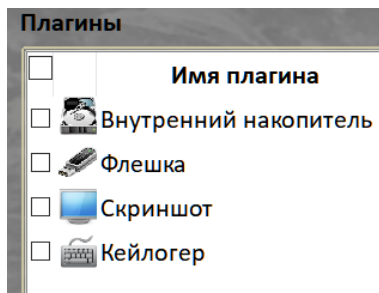 Плагины
Имя плагина
Внутренний накопитель
Флешка
Скриншот
Кейлогер